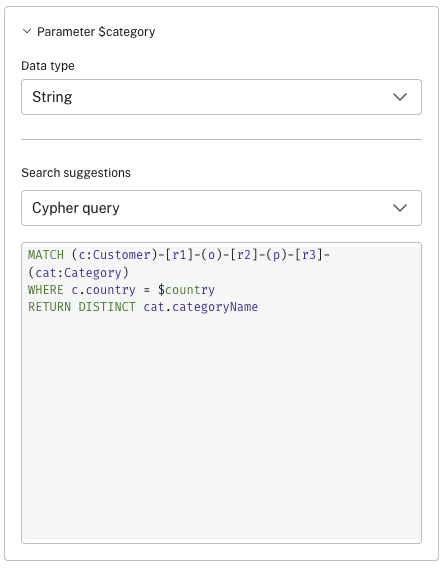 Parameter $category
Data type
String
Search suggestions
Cypher query
MATCH (c:Customer)-[r1]-(o)-[r2]-(p)-[r3]-
(cat:Category)
WHERE c.country = $country
RETURN DISTINCT cat.categoryName